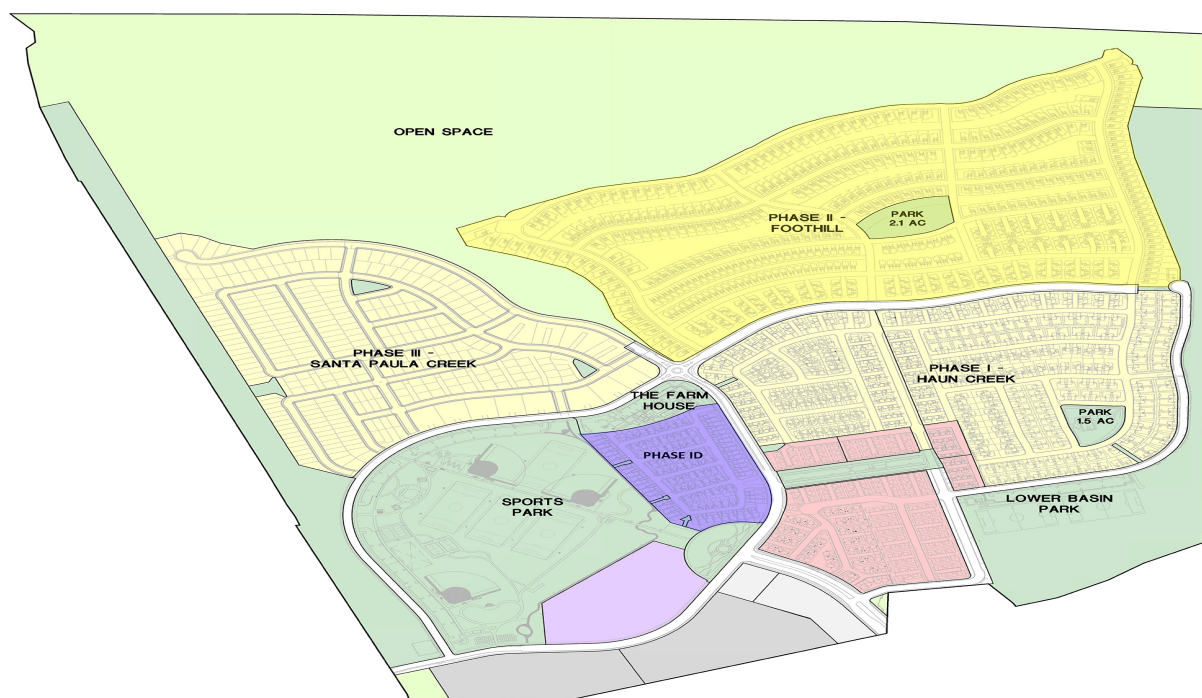 OPEN SPACE
PHASE II -
FOOTHILL
PARK
2.1 AC
PHASE III -
SANTA PAULA CREEK
PHASE I -
HAUN CREEK
THE FARM
HOUSE
PARK
1.5 AC
PHASE ID
SPORTS
PARK
LOWER BASIN
PARK